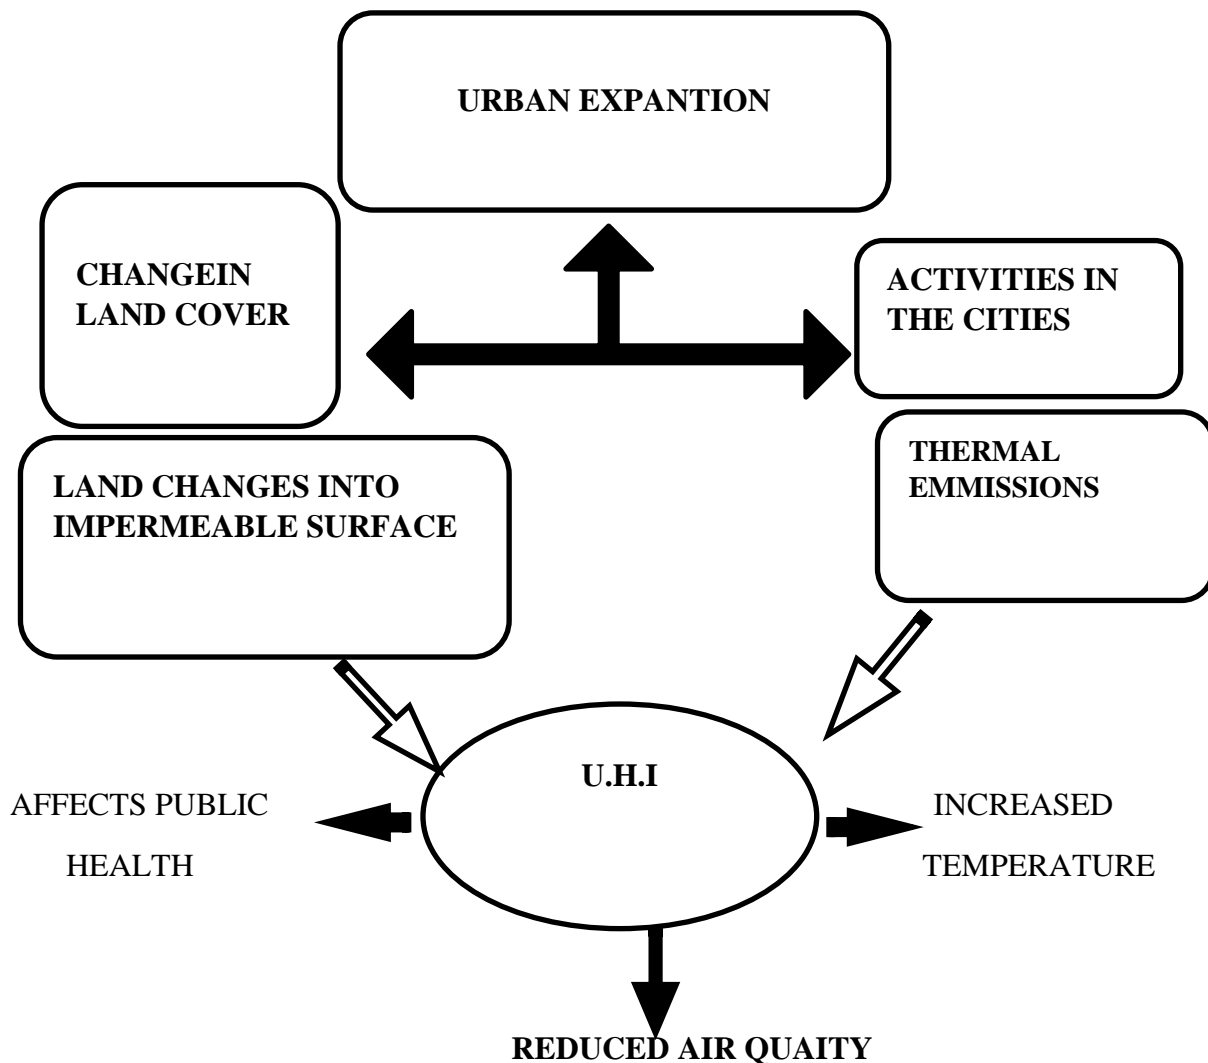 URBAN EXPANTION
CHANGEIN
LAND COVER
ACTIVITIES IN
THE CITIES
LAND CHANGES INTO
IMPERMEABLE SURFACE
THERMAL
EMMISSIONS
U.H.I
AFFECTS PUBLIC
HEALTH
INCREASED
TEMPERATURE
REDUCED AIR QUAITY